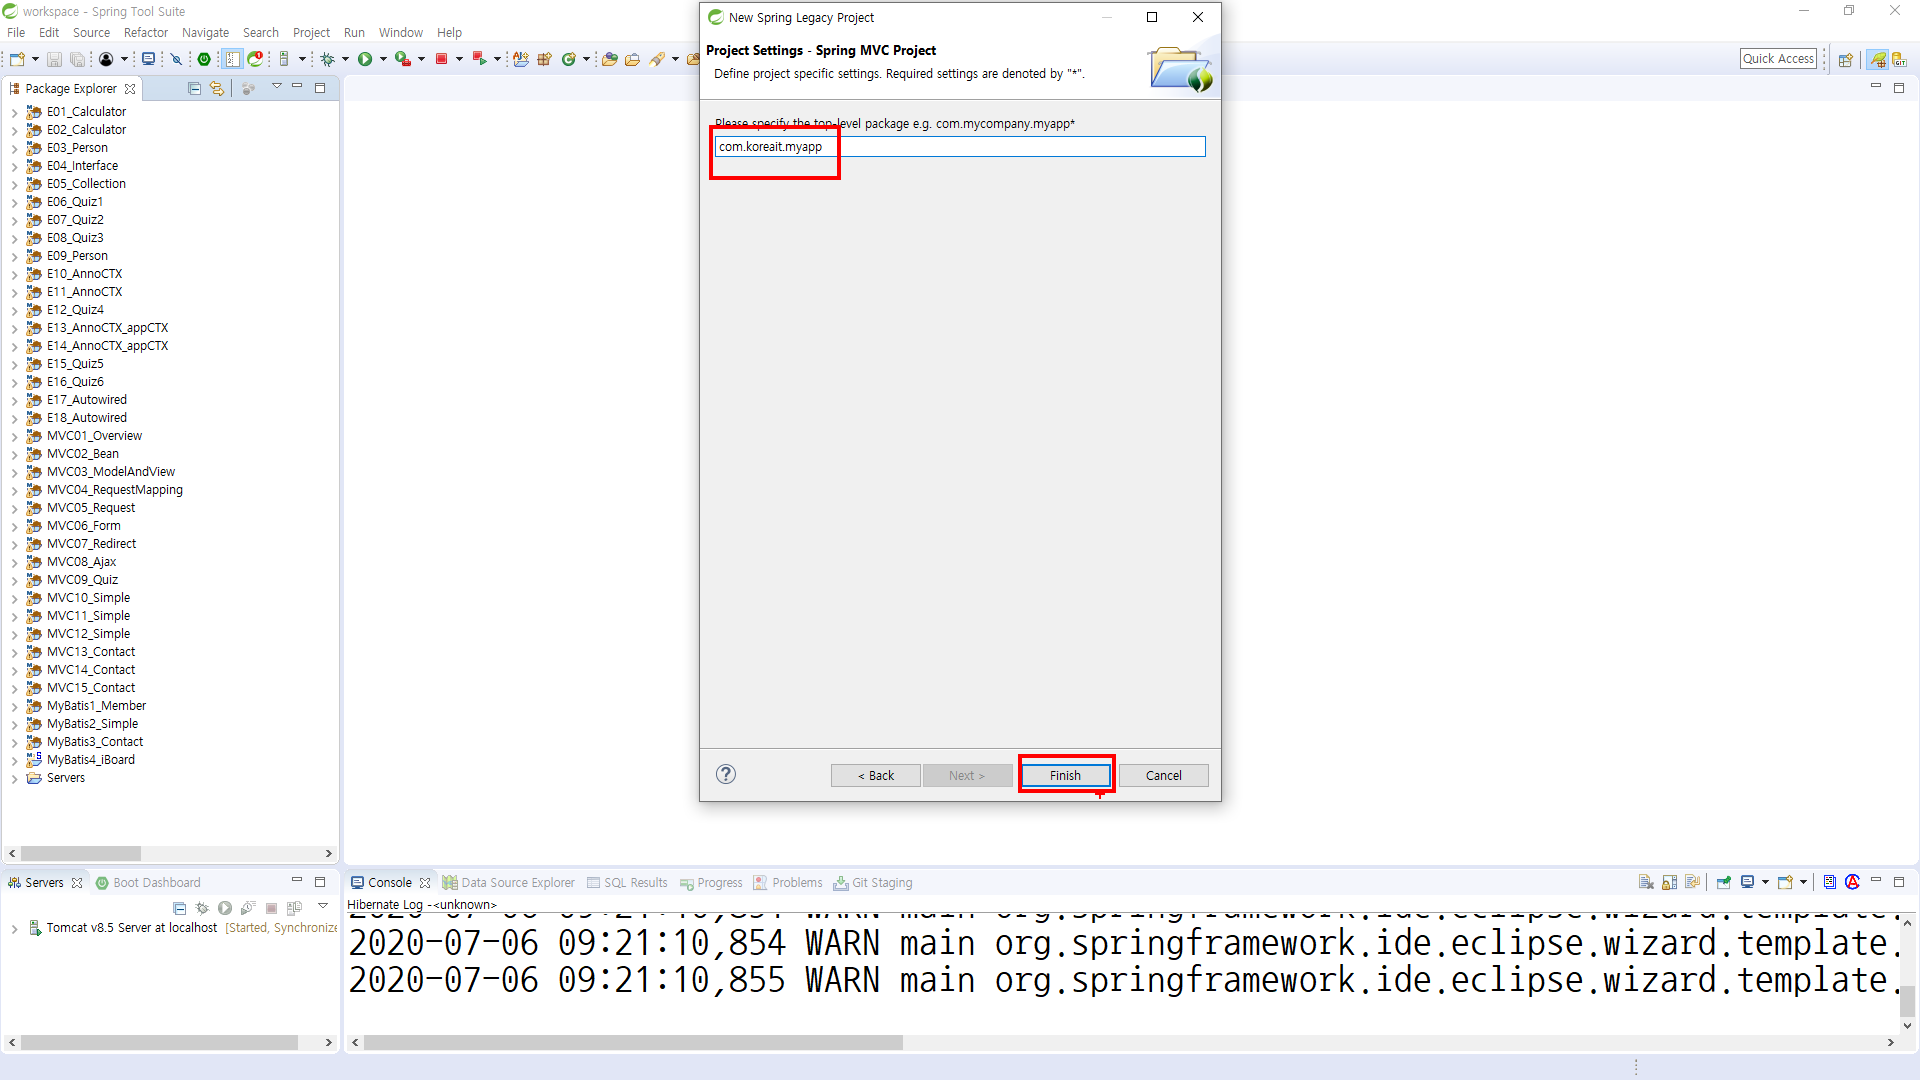 workspace - Spring Tool Suite
File Edit Source Refactor Navigate Search Project Run Window Help
Quick Access
Package Explorer
E01_Calculator
E02_Calculator
E03_Person
E04_Interface
E05_Collection
E06_Quiz1
E07_Quiz2
E08_Quiz3
E09_Person
E10_AnnoCTX
E11_AnnoCTX
E12_Quiz4
E13_AnnoCTX_appCTX
E14_AnnoCTX_appCTX
E15_Quiz5
E16_Quiz6
E17_Autowired
E18_Autowired
MVC01_Overview
MVC02_Bean
MVC03_ModelAndView
MVC04_RequestMapping
MVC05_Request
MVC06_Form
MVC07_Redirect
MVC08_Ajax
MVC09_Quiz
MVC10_Simple
MVC11_Simple
MVC12_Simple
MVC13_Contact
MVC14_Contact
MVC15_Contact
MyBatis1_Member
MyBatis2_Simple
MyBatis3_Contact
MyBatis4_iBoard
Servers
New Spring Legacy Project
Project Settings - Spring MVC Project
Define project specific settings. Required settings are denoted by "*".
Please specify the top-level package e.g. com.mycompany.myapp*
com.koreait.myapp
< Back Next > Finish Cancel
Servers Boot Dashboard
Tomcat v8.5 Server at localhost [Started, Synchronize
Console Data Source Explorer SQL Results Progress Problems Git Staging
Hibernate Log -<unknown>
2020-07-06 09:21:10,854 WARN main org.springframework.ide.eclipse.wizard.template.
2020-07-06 09:21:10,855 WARN main org.springframework.ide.eclipse.wizard.template.